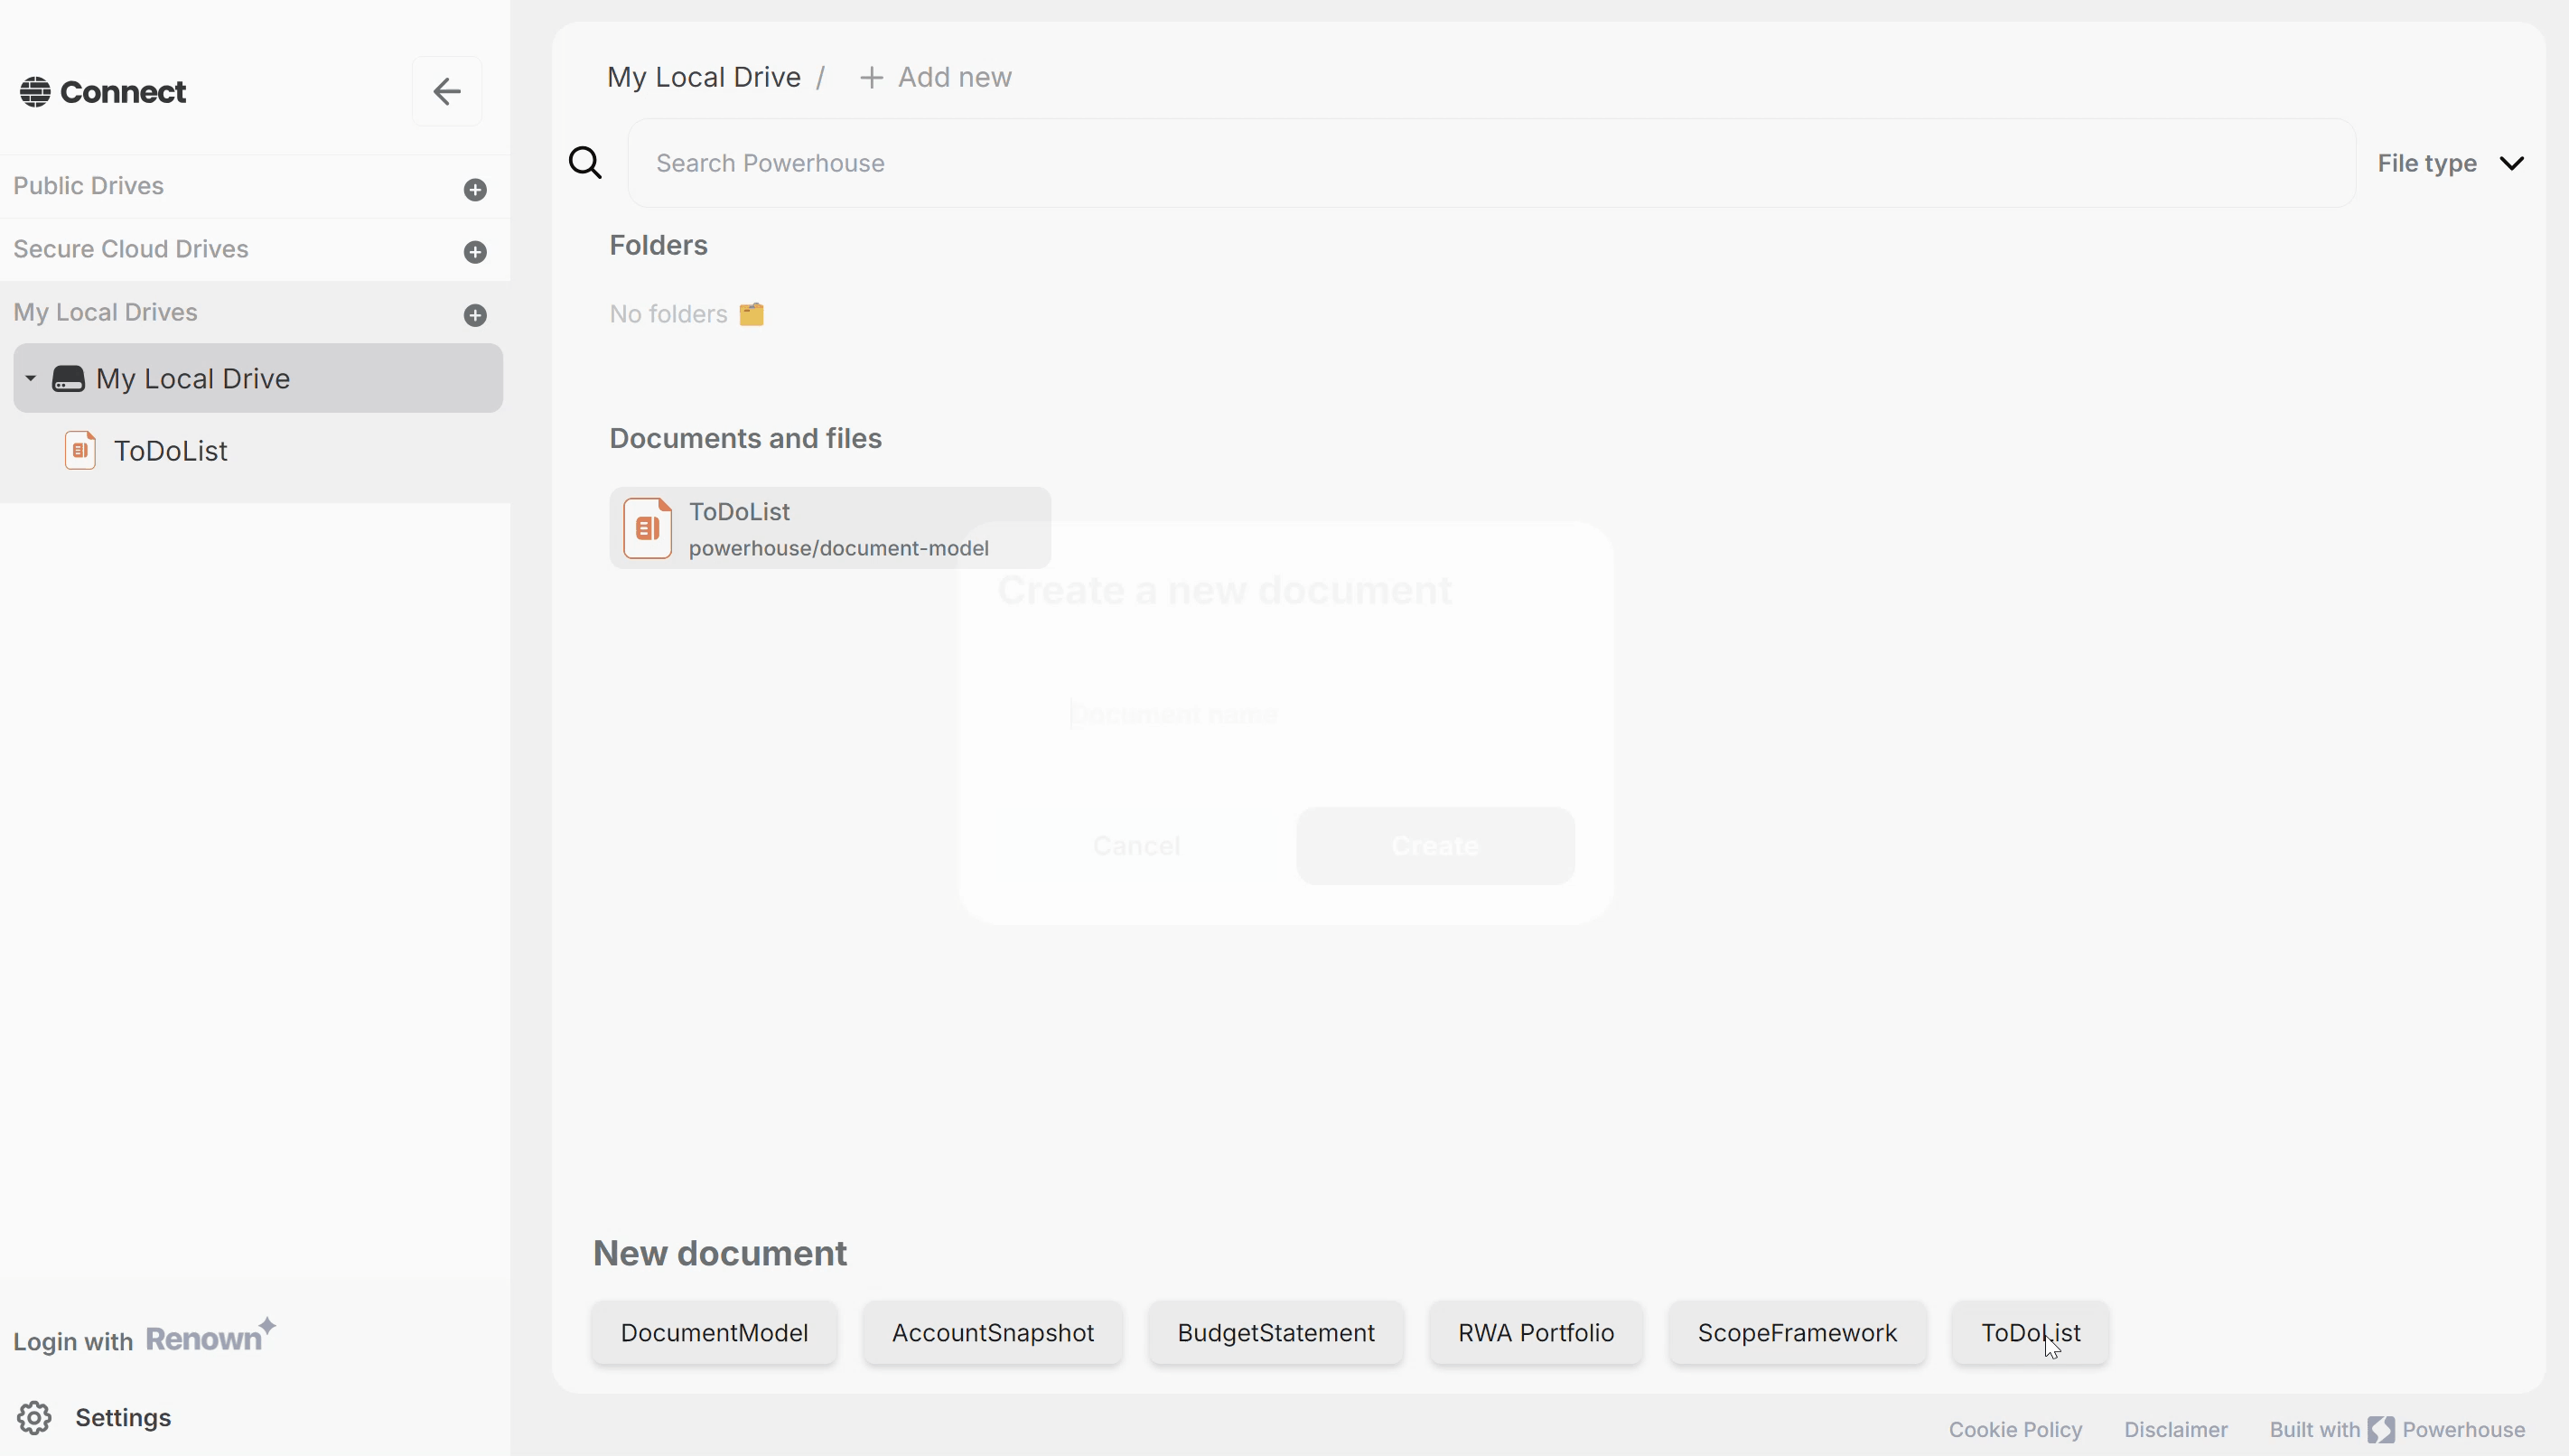 Connect
Public Drives
Secure Cloud Drives
My Local Drives
My Local Drive
ToDoList
Login with Renown
Settings
My Local Drive / + Add new
Search Powerhouse
File type
Folders
No folders
Documents and files
ToDoList
powerhouse/document-model
Create a new document
Document name
Cancel
Create
New document
DocumentModel
AccountSnapshot
BudgetStatement
RWA Portfolio
ScopeFramework
ToDoList
Cookie Policy
Disclaimer
Built with Powerhouse